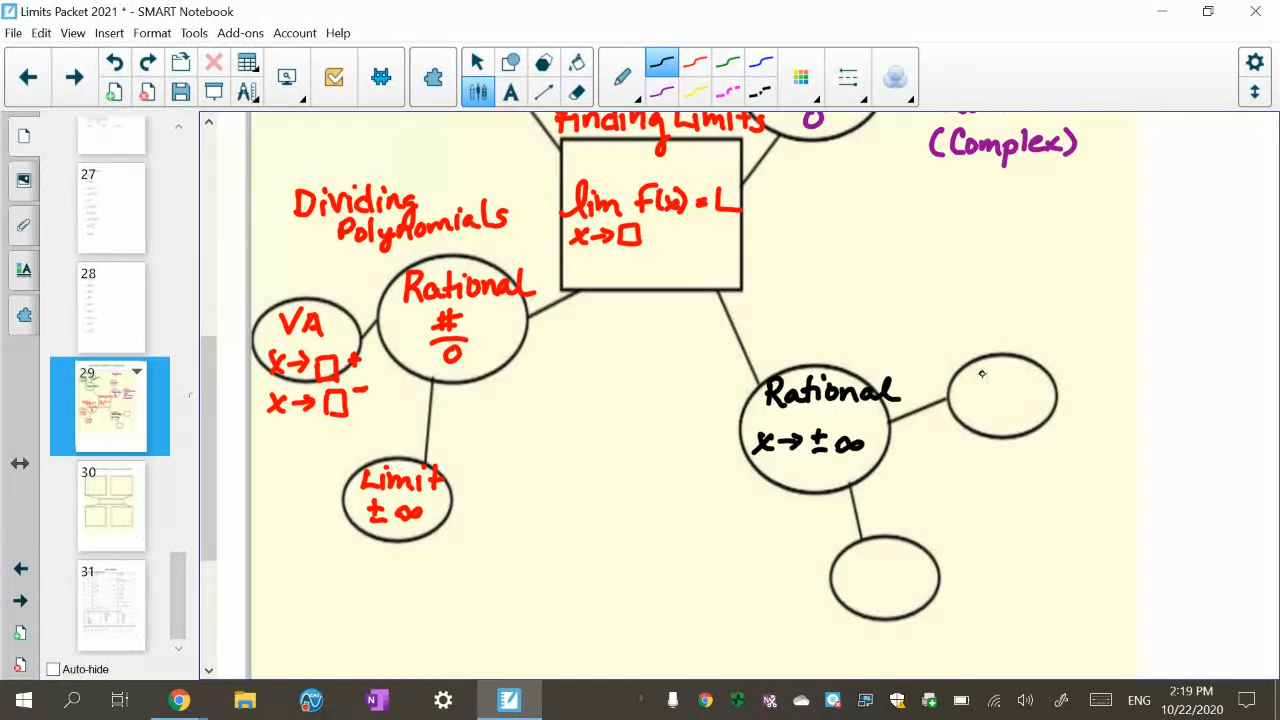 Limits Packet 2021 * - SMART Notebook
File Edit View Insert Format Tools Add-ons Account Help
27
28
29
30
31
Auto-hide
Finding Limits
lim f(x) = L
x→□
0
(Complex)
Dividing
Polynomials
Rational
#
0
VA
x→□⁺
x→□⁻
Limit
± ∞
Rational
x→ ± ∞
ENG
2:19 PM
10/22/2020